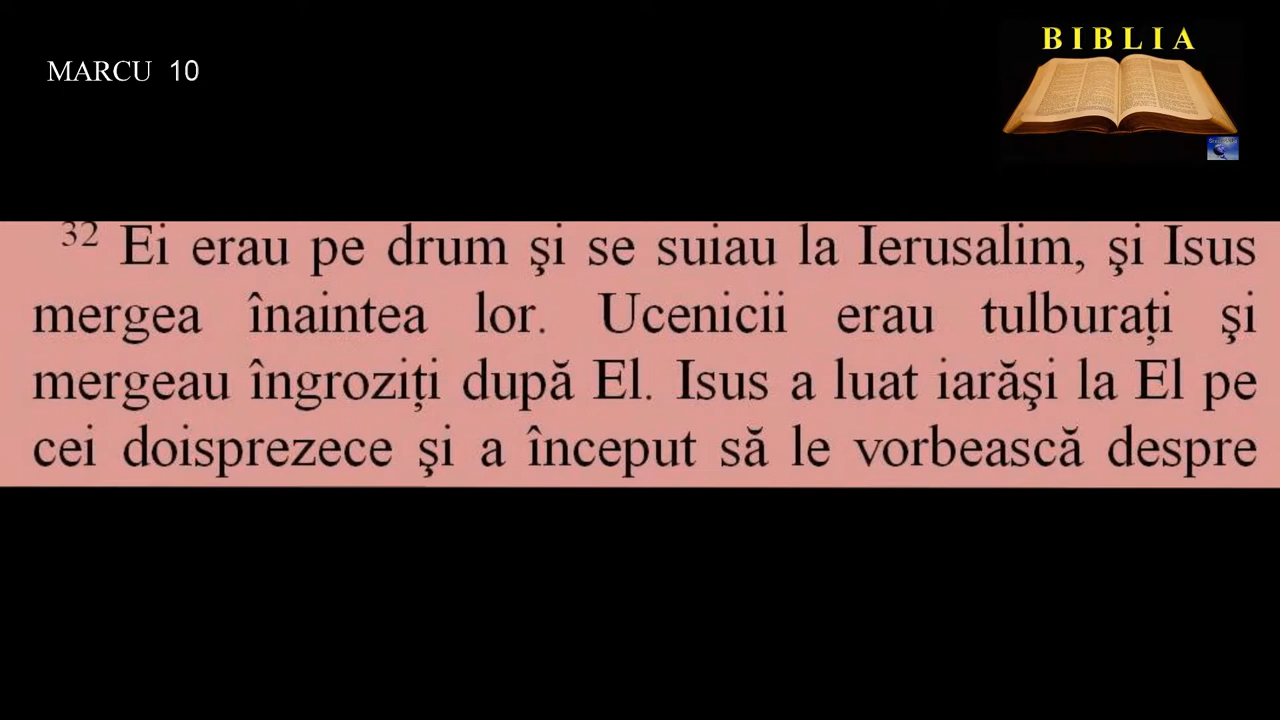 MARCU 10
BIBLIA
32 Ei erau pe drum şi se suiau la Ierusalim, şi Isus
mergea înaintea lor. Ucenicii erau tulburaţi şi
mergeau îngroziţi după El. Isus a luat iarăşi la El pe
cei doisprezece şi a început să le vorbească despre